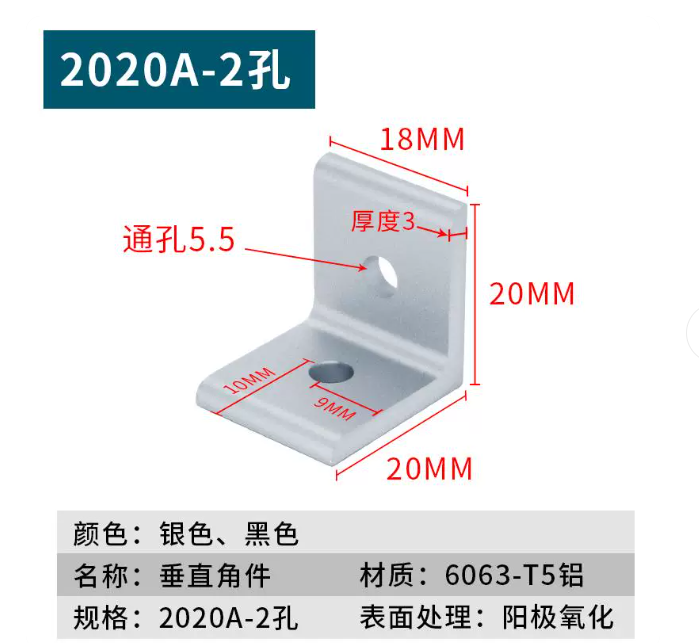 2020A-2孔
18MM
厚度3
通孔5.5
20MM
10MM
9MM
20MM
颜色：银色、黑色
名称：垂直角件 材质：6063-T5铝
规格：2020A-2孔 表面处理：阳极氧化